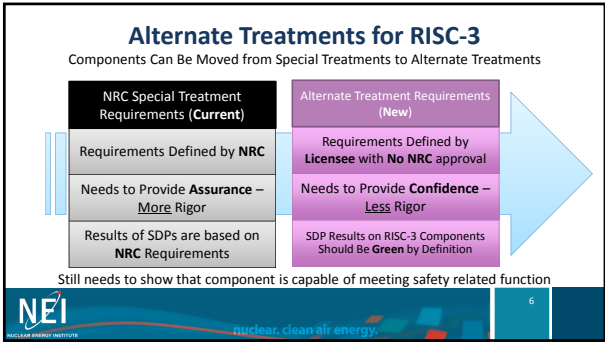 Alternate Treatments for RISC-3
Components Can Be Moved from Special Treatments to Alternate Treatments
NRC Special Treatment
Requirements (Current)
Alternate Treatment Requirements
(New)
Requirements Defined by NRC
Requirements Defined by
Licensee with No NRC approval
Needs to Provide Assurance –
More Rigor
Needs to Provide Confidence –
Less Rigor
Results of SDPs are based on
NRC Requirements
SDP Results on RISC-3 Components
Should Be Green by Definition
Still needs to show that component is capable of meeting safety related function
NEI
NUCLEAR ENERGY INSTITUTE
nuclear. clean air energy.
6